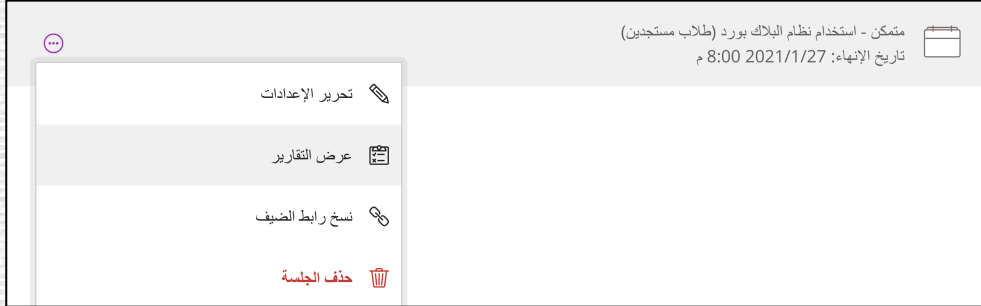 متمكن - استخدام نظام البلاك بورد (طلاب مستجدين)
تاريخ الإنهاء: 2021/1/27 8:00 م
تحرير الإعدادات
عرض التقارير
نسخ رابط الضيف
حذف الجلسة